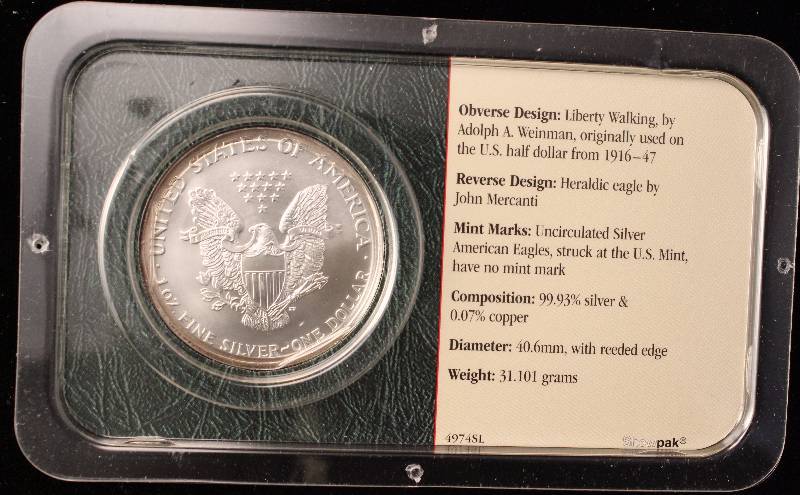 UNITED STATES OF AMERICA
1 OZ. FINE SILVER~ONE DOLLAR
Obverse Design: Liberty Walking, by
Adolph A. Weinman, originally used on
the U.S. half dollar from 1916–47
Reverse Design: Heraldic eagle by
John Mercanti
Mint Marks: Uncirculated Silver
American Eagles, struck at the U.S. Mint,
have no mint mark
Composition: 99.93% silver &
0.07% copper
Diameter: 40.6mm, with reeded edge
Weight: 31.101 grams
4974SL
Showpak®